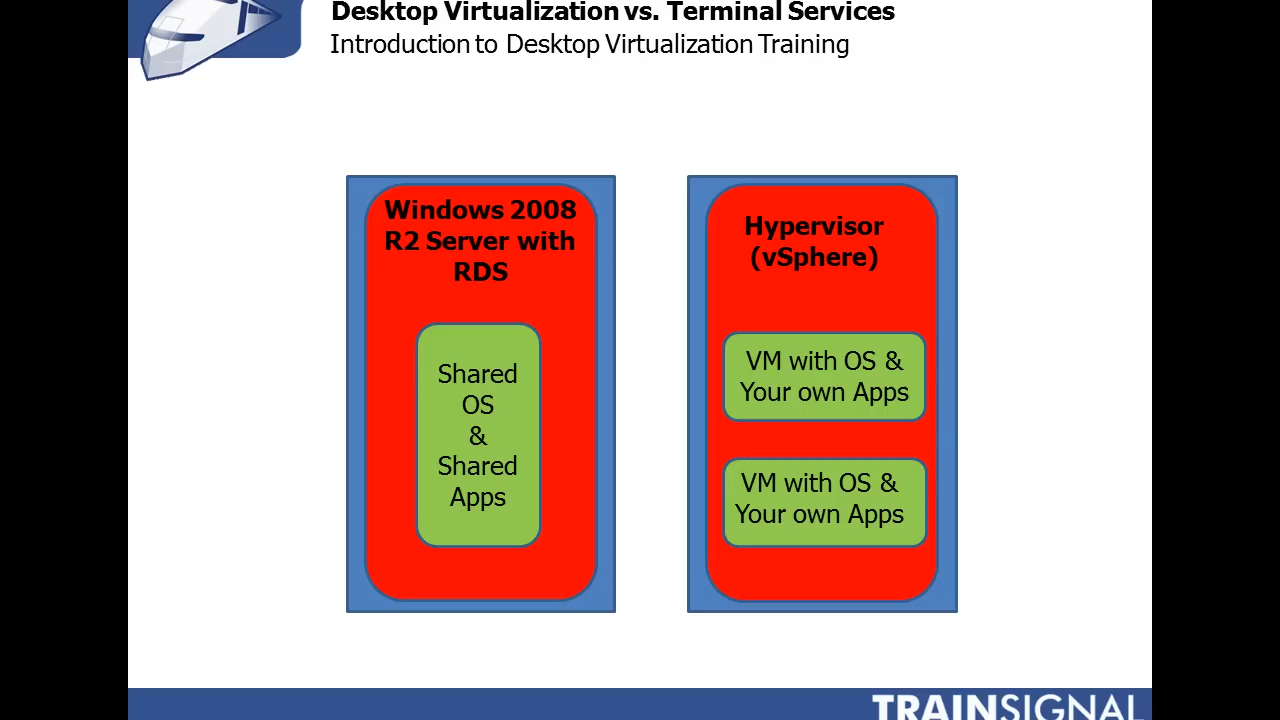 Desktop Virtualization vs. Terminal Services
Introduction to Desktop Virtualization Training
Windows 2008
R2 Server with
RDS
Shared
OS
&
Shared
Apps
Hypervisor
(vSphere)
VM with OS &
Your own Apps
VM with OS &
Your own Apps
TRAINSIGNAL